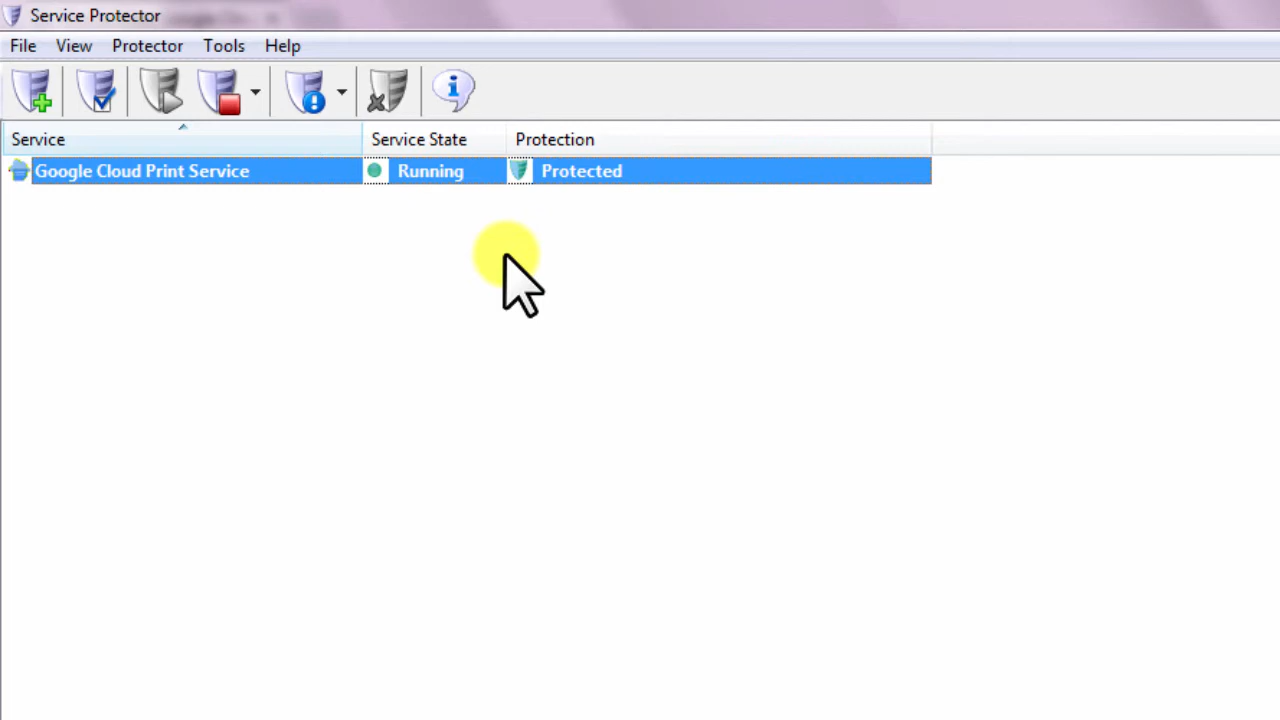 Service Protector
File View Protector Tools Help
Service Service State Protection
Google Cloud Print Service Running Protected